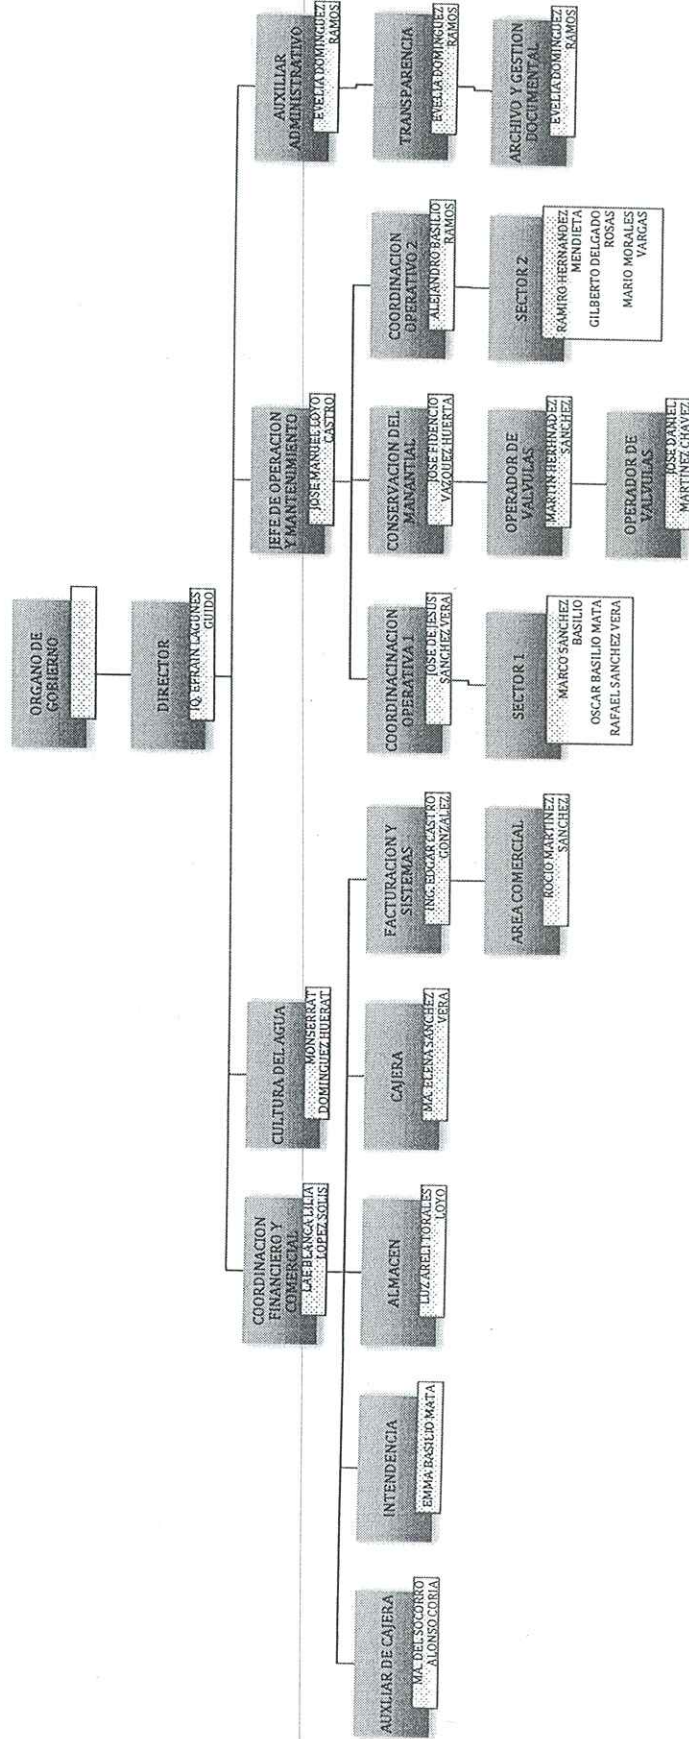 ORGANO DE
GOBIERNO
DIRECTOR
IQ. EFRAIN LAGUNES
GUIDO
COORDINACION
FINANCIERO Y
COMERCIAL
LAE BLANCA LILIA
LOPEZ SOLIS
CULTURA DEL AGUA
MONSERRAT
DOMINGUEZ HUERAT
JEFE DE OPERACION
Y MANTENIMIENTO
JOSE MANUEL LOYO
CASTRO
AUXILIAR
ADMINISTRATIVO
EVELIA DOMINGUEZ
RAMOS
AUXLIAR DE CAJERA
MA. DEL SOCORRO
ALONSO CORIA
INTENDENCIA
EMMA BASILIO MATA
ALMACEN
LUZ ARELI TORALES
LOYO
CAJERA
MA. ELENA SANCHEZ
VERA
FACTURACION Y
SISTEMAS
ING. EDGAR CASTRO
GONZALEZ
AREA COMERCIAL
ROCIO MARTINEZ
SANCHEZ
COORDINACINACION
OPERATIVA 1
JOSE DE JESUS
SANCHEZ VERA
SECTOR 1
MARCO SANCHEZ
BASILIO
OSCAR BASILIO MATA
RAFAEL SANCHEZ VERA
CONSERVACION DEL
MANANTIAL
JOSE FIDENCIO
VAZQUEZ HUERTA
OPERADOR DE
VALVULAS
MARTIN HERHNADEZ
SANCHEZ
OPERADOR DE
VALVULAS
JOSE DANIEL
MARTINEZ CHAVEZ
COORDINACION
OPERATIVO 2
ALEJANDRO BASILIO
RAMOS
SECTOR 2
RAMIRO HERNANDEZ
MENDIETA
GILBERTO DELGADO
ROSAS
MARIO MORALES
VARGAS
TRANSPARENCIA
EVELIA DOMINGUEZ
RAMOS
ARCHIVO Y GESTION
DOCUMENTAL
EVELIA DOMINGUEZ
RAMOS